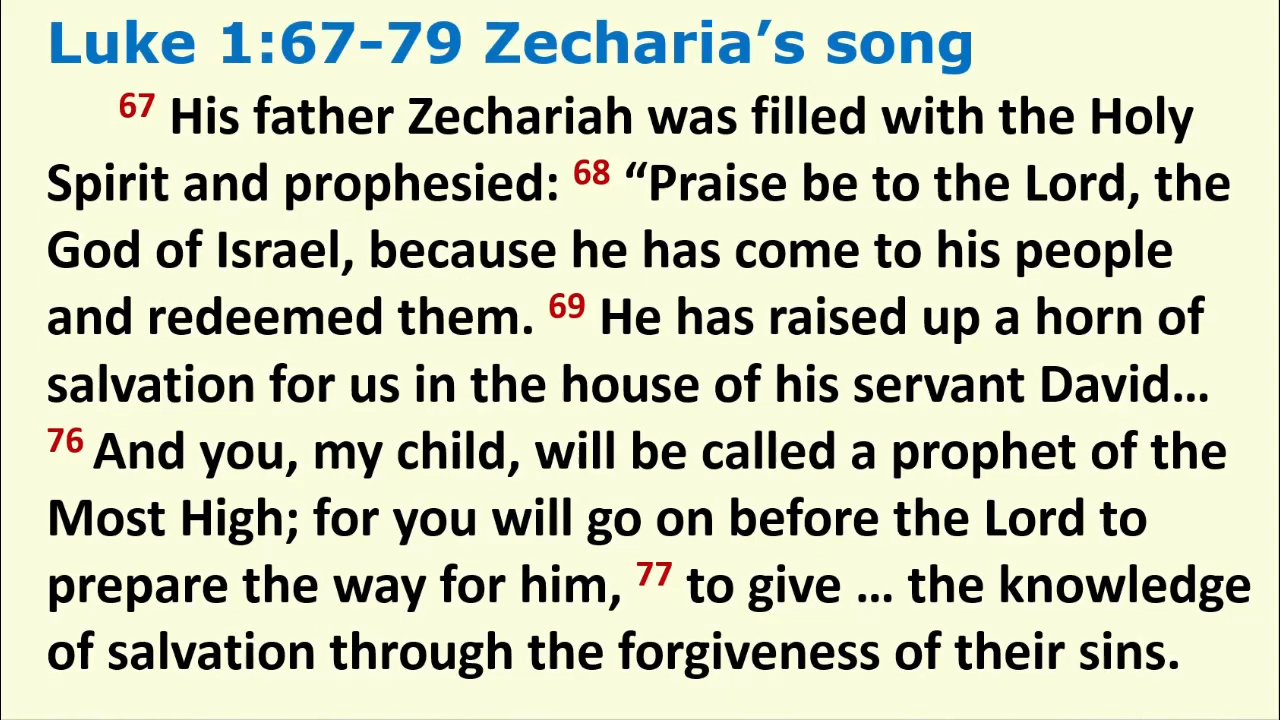 Luke 1:67-79 Zecharia’s song
67 His father Zechariah was filled with the Holy
Spirit and prophesied: 68 “Praise be to the Lord, the
God of Israel, because he has come to his people
and redeemed them. 69 He has raised up a horn of
salvation for us in the house of his servant David…
76 And you, my child, will be called a prophet of the
Most High; for you will go on before the Lord to
prepare the way for him, 77 to give … the knowledge
of salvation through the forgiveness of their sins.